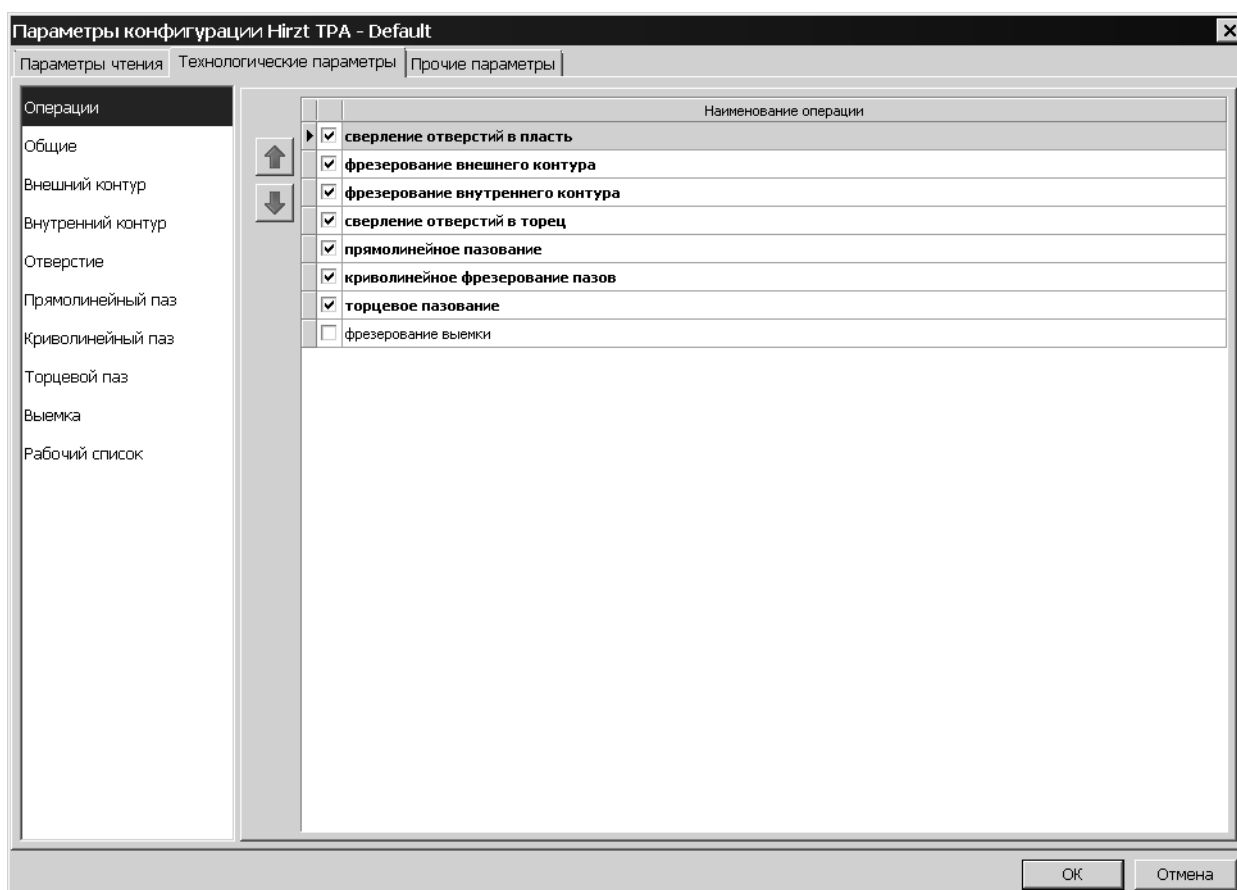 Параметры конфигурации Hirzt TPA - Default
Параметры чтения
Технологические параметры
Прочие параметры
Операции
Общие
Внешний контур
Внутренний контур
Отверстие
Прямолинейный паз
Криволинейный паз
Торцевой паз
Выемка
Рабочий список
Наименование операции
сверление отверстий в пласть
фрезерование внешнего контура
фрезерование внутреннего контура
сверление отверстий в торец
прямолинейное пазование
криволинейное фрезерование пазов
торцевое пазование
фрезерование выемки
ОК
Отмена